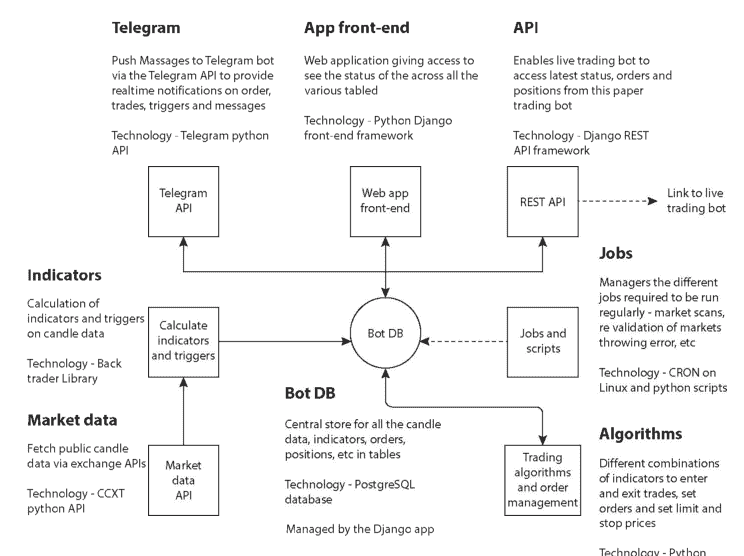 Telegram
Push Massages to Telegram bot
via the Telegram API to provide
realtime notifications on order,
trades, triggers and messages
Technology - Telegram python
API
App front-end
Web application giving access to
see the status of the across all the
various tabled
Technology - Python Django
front-end framework
API
Enables live trading bot to
access latest status, orders and
positions from this paper
trading bot
Technology - Django REST
API framework
Telegram
API
Web app
front-end
REST API
Link to live
trading bot
Indicators
Calculation of
indicators and triggers
on candle data
Technology - Back
trader Library
Calculate
indicators
and triggers
Bot DB
Jobs and
scripts
Jobs
Managers the different
jobs required to be run
regularly - market scans,
re validation of markets
throwing error, etc
Technology - CRON on
Linux and python scripts
Market data
Fetch public candle
data via exchange APIs
Technology - CCXT
python API
Market
data
API
Bot DB
Central store for all the candle
data, indicators, orders,
positions, etc in tables
Technology - PostgreSQL
database
Managed by the Django app
Trading
algorithms
and order
management
Algorithms
Different combinations
of indicators to enter
and exit trades, set
orders and set limit and
stop prices
Technology - Python